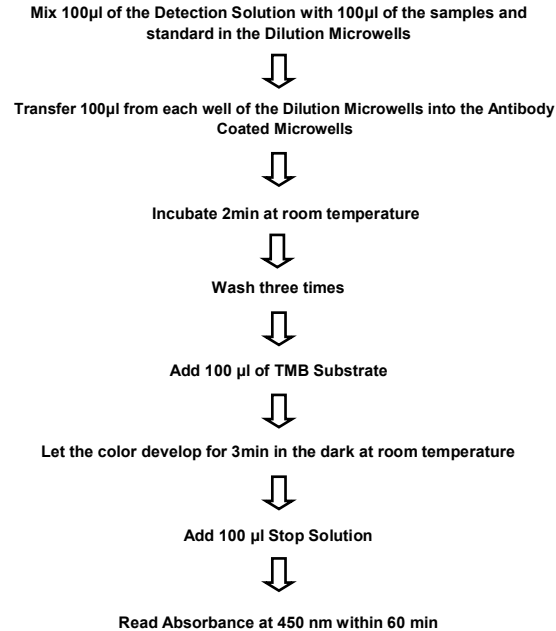 Mix 100µl of the Detection Solution with 100µl of the samples and
standard in the Dilution Microwells
Transfer 100µl from each well of the Dilution Microwells into the Antibody
Coated Microwells
Incubate 2min at room temperature
Wash three times
Add 100 µl of TMB Substrate
Let the color develop for 3min in the dark at room temperature
Add 100 µl Stop Solution
Read Absorbance at 450 nm within 60 min